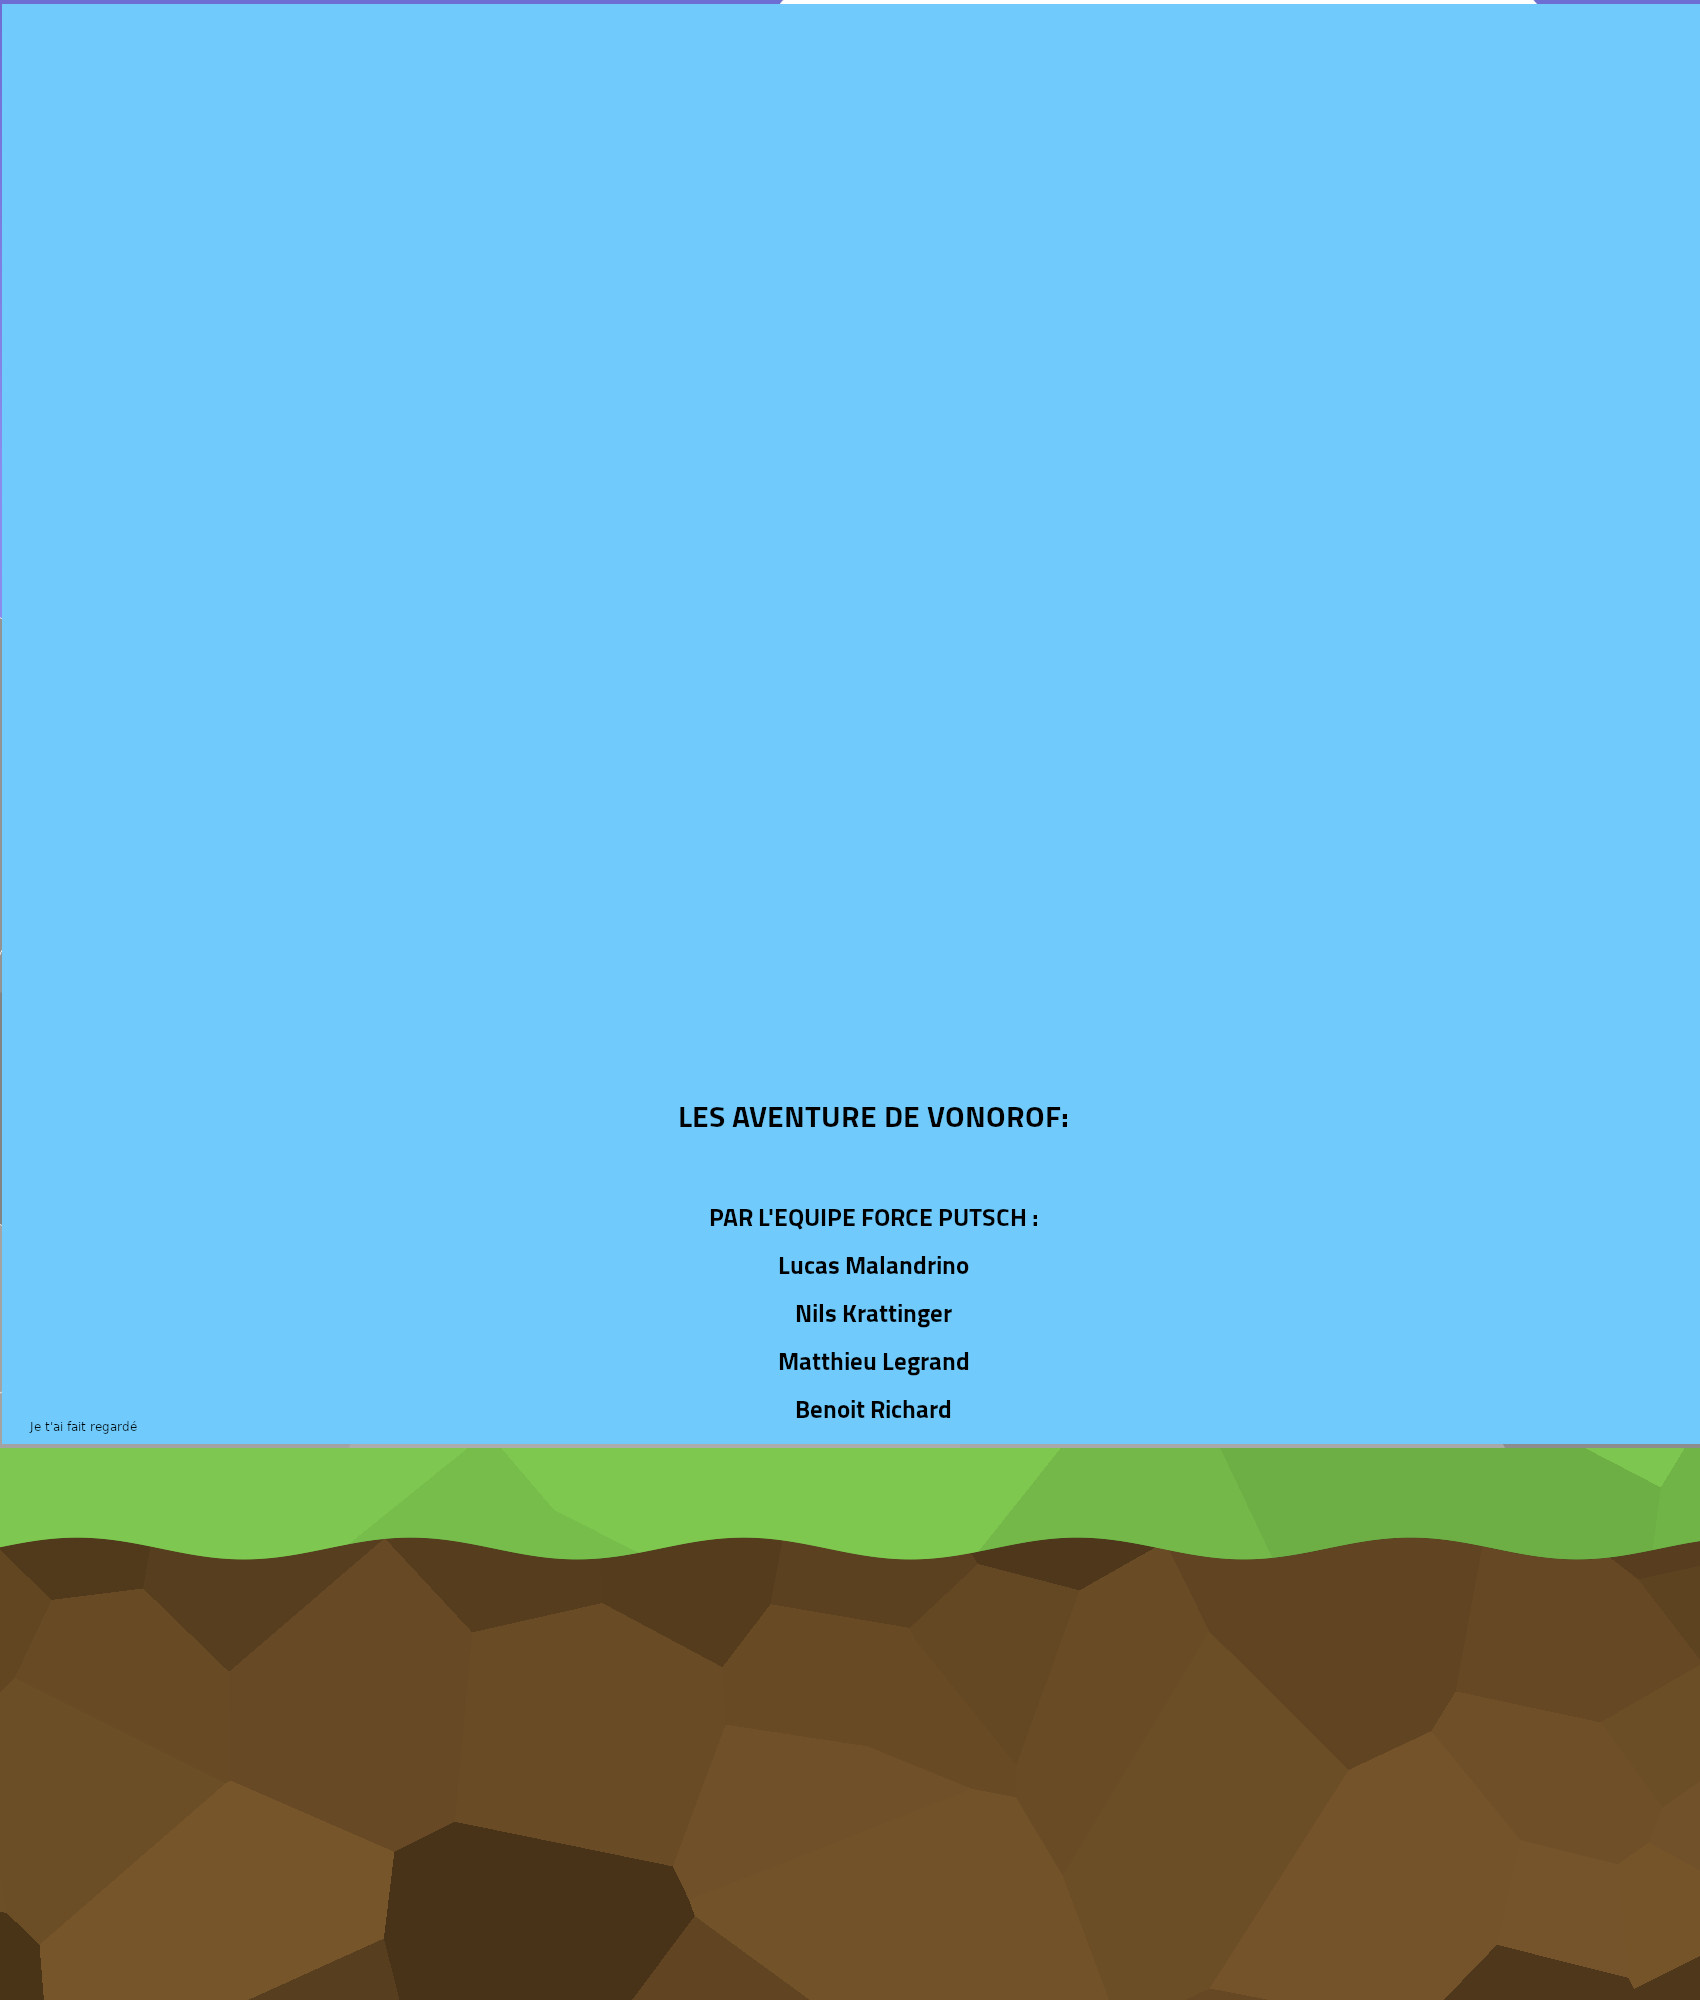 LES AVENTURE DE VONOROF:
PAR L'EQUIPE FORCE PUTSCH :
Lucas Malandrino
Nils Krattinger
Matthieu Legrand
Benoit Richard
Je t'ai fait regardé